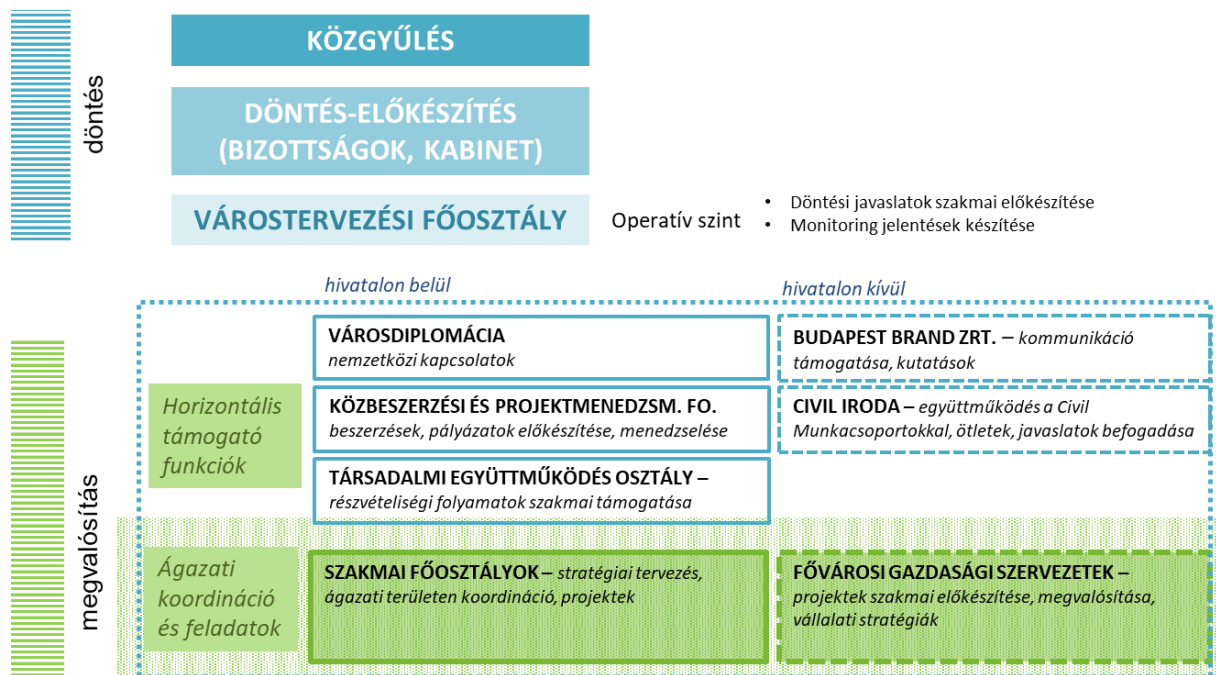 döntés
KÖZGYŰLÉS
DÖNTÉS-ELŐKÉSZÍTÉS
(BIZOTTSÁGOK, KABINET)
VÁROSTERVEZÉSI FŐOSZTÁLY
Operatív szint
• Döntési javaslatok szakmai előkészítése
• Monitoring jelentések készítése
hivatalon belül
hivatalon kívül
megvalósítás
Horizontális
támogató
funkciók
VÁROSDIPLOMÁCIA
nemzetközi kapcsolatok
KÖZBESZERZÉSI ÉS PROJEKTMENEDZSM. FO.
beszerzések, pályázatok előkészítése, menedzselése
TÁRSADALMI EGYÜTTMŰKÖDÉS OSZTÁLY –
részvételiségi folyamatok szakmai támogatása
BUDAPEST BRAND ZRT. – kommunikáció
támogatása, kutatások
CIVIL IRODA – együttműködés a Civil
Munkacsoportokkal, ötletek, javaslatok befogadása
Ágazati
koordináció
és feladatok
SZAKMAI FŐOSZTÁLYOK – stratégiai tervezés,
ágazati területen koordináció, projektek
FŐVÁROSI GAZDASÁGI SZERVEZETEK –
projektek szakmai előkészítése, megvalósítása,
vállalati stratégiák